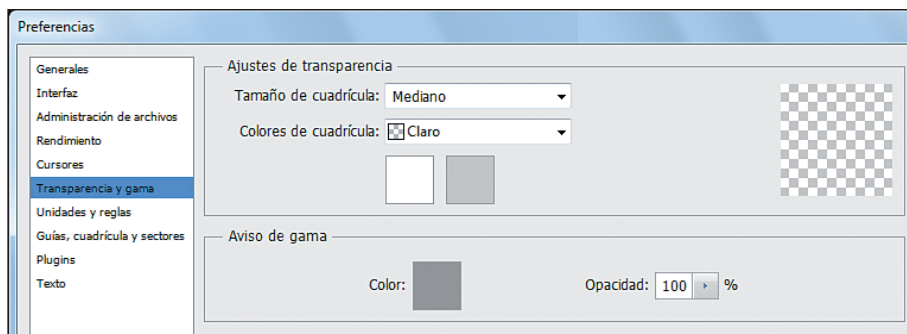 Preferencias
Generales
Interfaz
Administración de archivos
Rendimiento
Cursores
Transparencia y gama
Unidades y reglas
Guías, cuadrícula y sectores
Plugins
Texto
Ajustes de transparencia
Tamaño de cuadrícula: Mediano
Colores de cuadrícula: Claro
Aviso de gama
Color:
Opacidad: 100 %